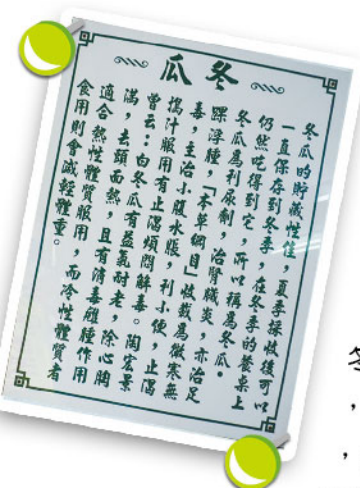 冬瓜
冬瓜的貯藏性佳，夏季採收後可以
一直保存到冬季，在冬季的餐桌上
仍然吃得到它，所以稱為冬瓜。
冬瓜為利尿劑，治腎臟炎，亦治足
踝浮腫，「本草綱目」收載為微寒無
毒，主治小腹水脹，利小便，止渴
搗汁服用有止渴煩悶解毒。陶宏景
曾云：白冬瓜有益氣耐老，除心胸
滿，去頭面熱，且有消毒癰腫作用
適合熱性體質服用，而冷性體質者
食用則會減輕體重。